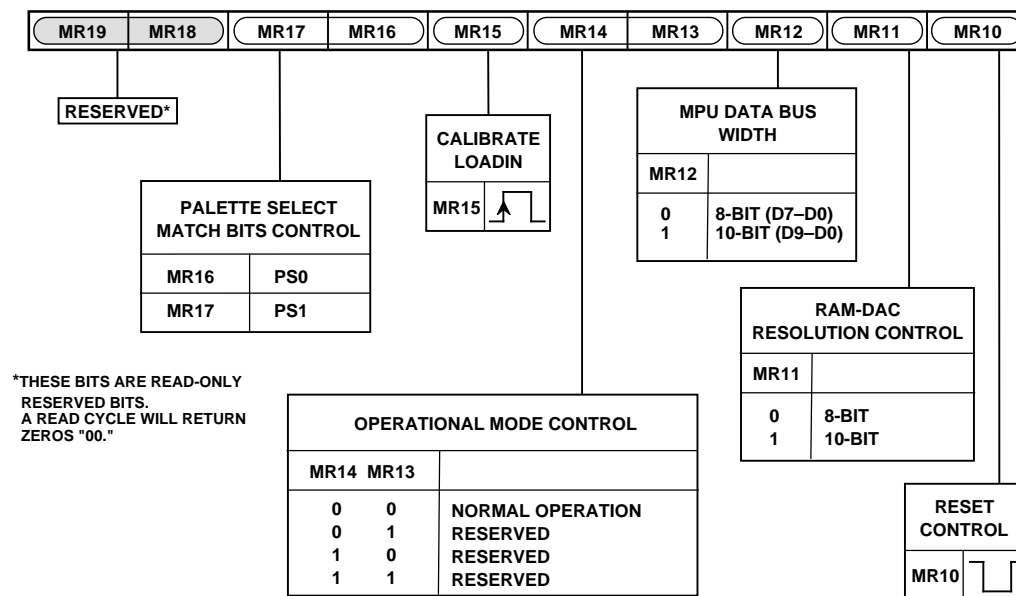 MR19 MR18 MR17 MR16 MR15 MR14 MR13 MR12 MR11 MR10
RESERVED*
PALETTE SELECT
MATCH BITS CONTROL
MR16 PS0
MR17 PS1
CALIBRATE
LOADIN
MR15
MPU DATA BUS
WIDTH
MR12
0 8-BIT (D7–D0)
1 10-BIT (D9–D0)
RAM-DAC
RESOLUTION CONTROL
MR11
0 8-BIT
1 10-BIT
*THESE BITS ARE READ-ONLY
RESERVED BITS.
A READ CYCLE WILL RETURN
ZEROS "00."
OPERATIONAL MODE CONTROL
MR14 MR13
0 0 NORMAL OPERATION
0 1 RESERVED
1 0 RESERVED
1 1 RESERVED
RESET
CONTROL
MR10